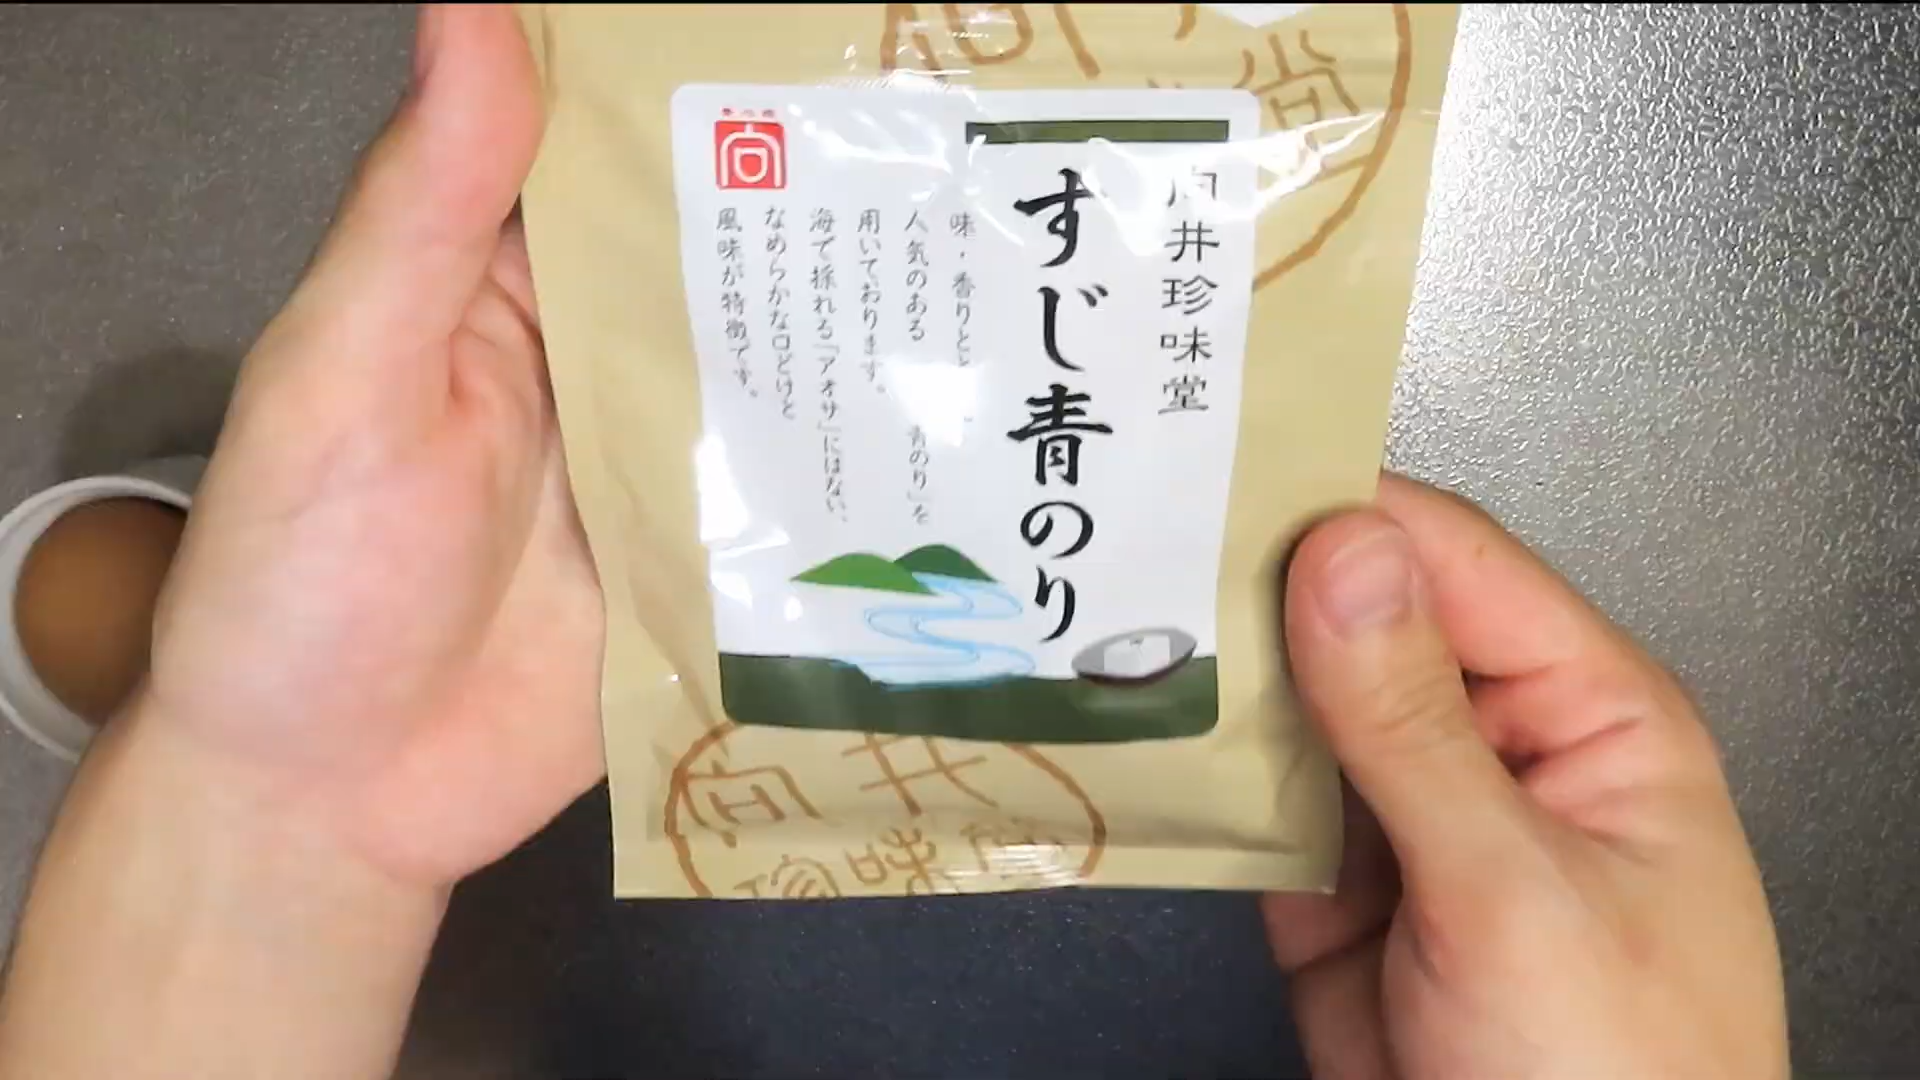 向井珍味堂
すじ青のり
味・香りと
人気のある 青のり」を
用いております。
海で採れる「アオサ」にはない、
なめらかな口どけと
風味が特徴です。
向
向井
珍味堂